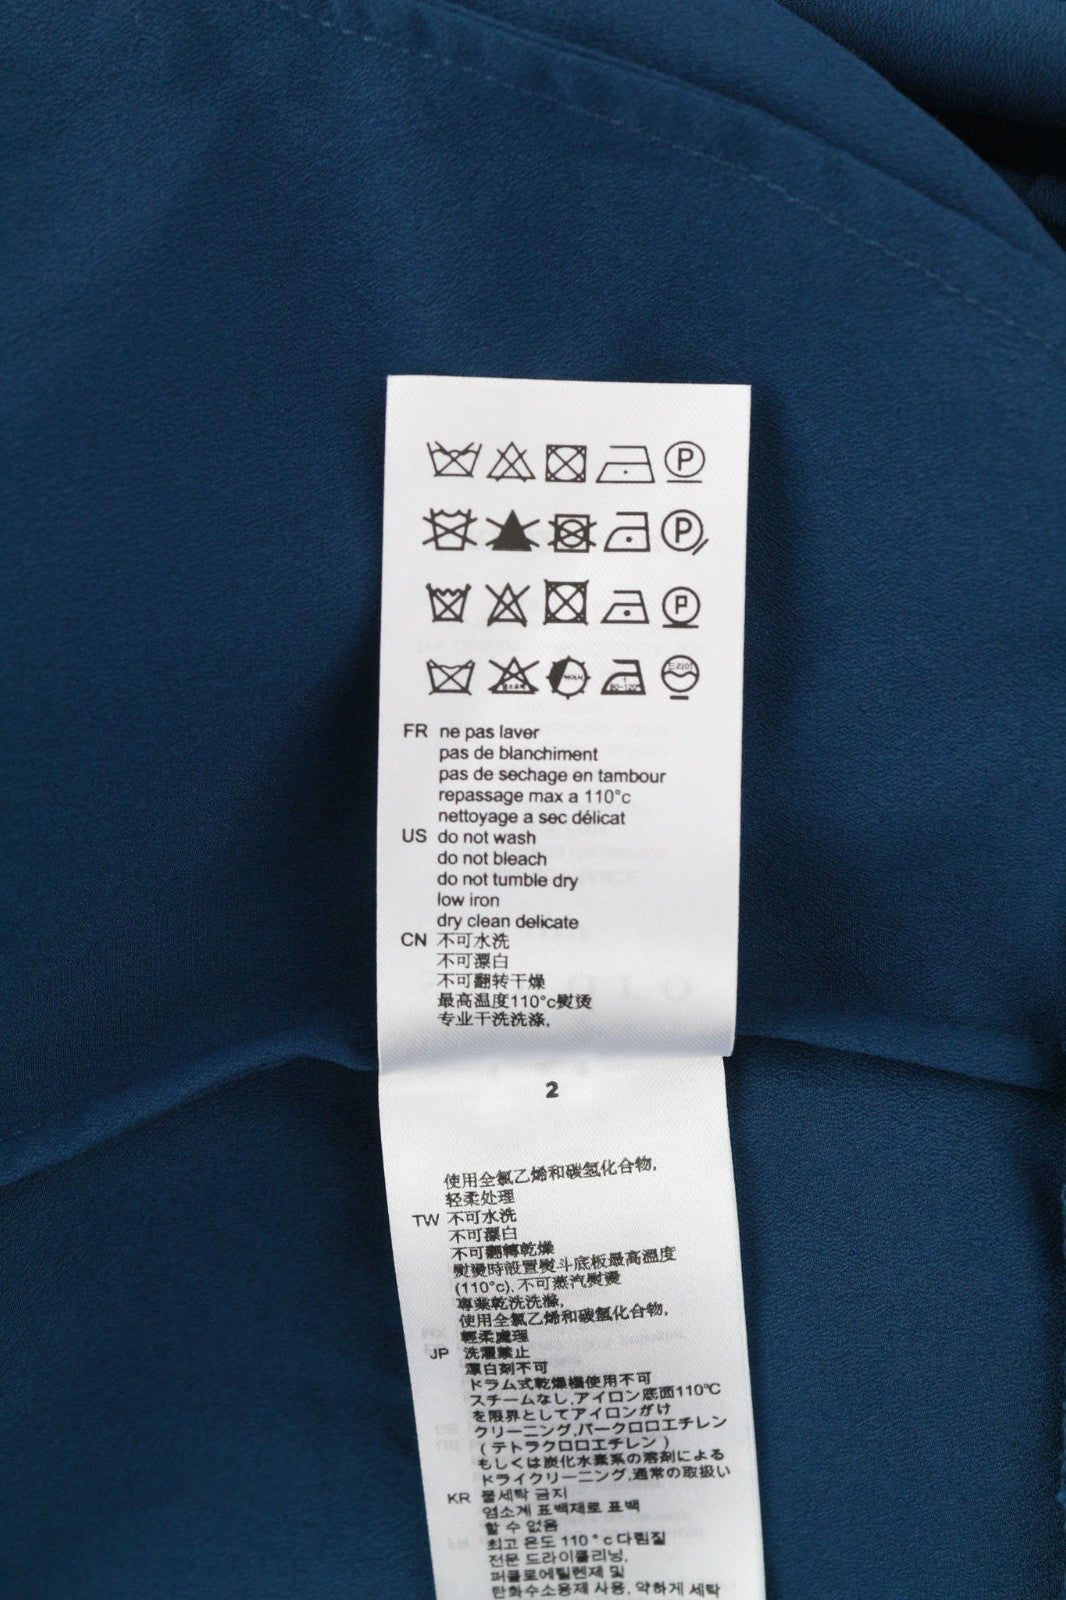 P
P
P
드라이
80~120°C
FR ne pas laver
pas de blanchiment
pas de sechage en tambour
repassage max a 110°c
nettoyage a sec délicat
US do not wash
do not bleach
do not tumble dry
low iron
dry clean delicate
CN 不可水洗
不可漂白
不可翻转干燥
最高温度110°c熨烫
专业干洗洗涤,
2
使用全氯乙烯和碳氢化合物,
轻柔处理
TW 不可水洗
不可漂白
不可翻轉乾燥
熨燙時設置熨斗底板最高溫度
(110°c),不可蒸汽熨燙
專業乾洗洗滌,
使用全氯乙烯和碳氫化合物,
輕柔處理
JP 洗濯禁止
漂白剤不可
ドラム式乾燥機使用不可
スチームなし,アイロン底面110℃
を限界としてアイロンがけ
クリーニング,パークロロエチレン
(テトラクロロエチレン)
もしくは炭化水素系の溶剤による
ドライクリーニング,通常の取扱い
KR 물세탁 금지
염소계 표백제로 표백
할 수 없음
최고 온도 110 ° c 다림질
전문 드라이클리닝,
퍼클로에틸렌제 및
탄화수소용제 사용, 약하게 세탁